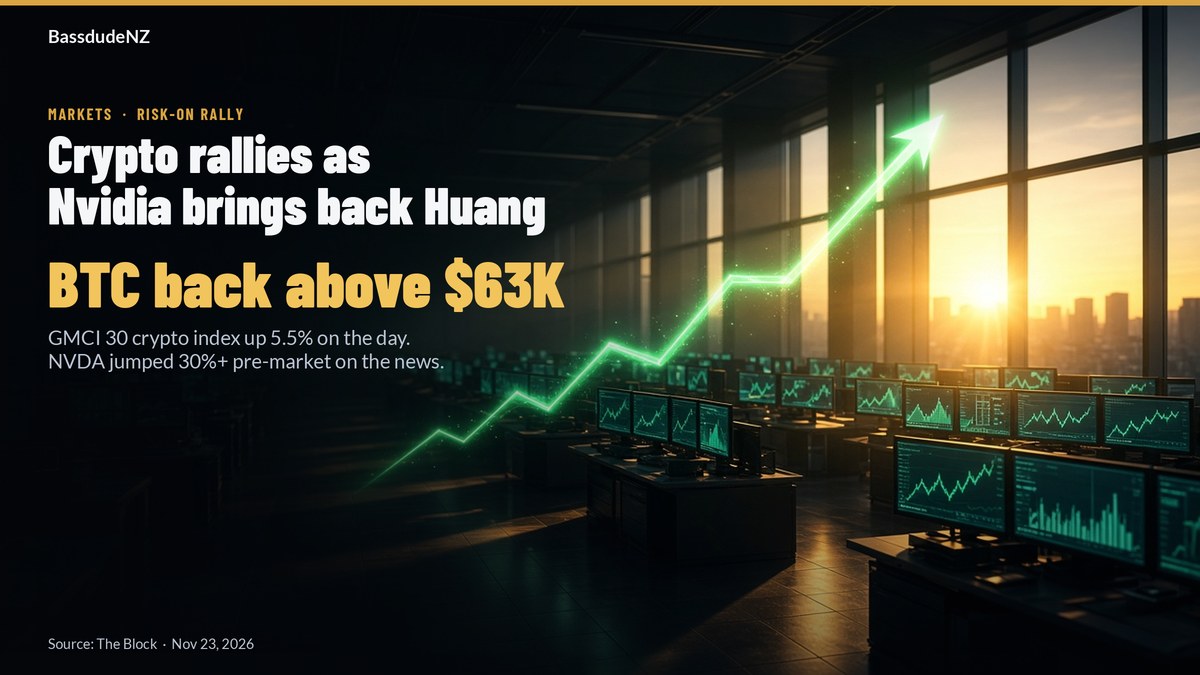 BassdudeNZ
MARKETS · RISK-ON RALLY
Crypto rallies as
Nvidia brings back Huang
BTC back above $63K
GMCI 30 crypto index up 5.5% on the day.
NVDA jumped 30%+ pre-market on the news.
Source: The Block · Nov 23, 2026